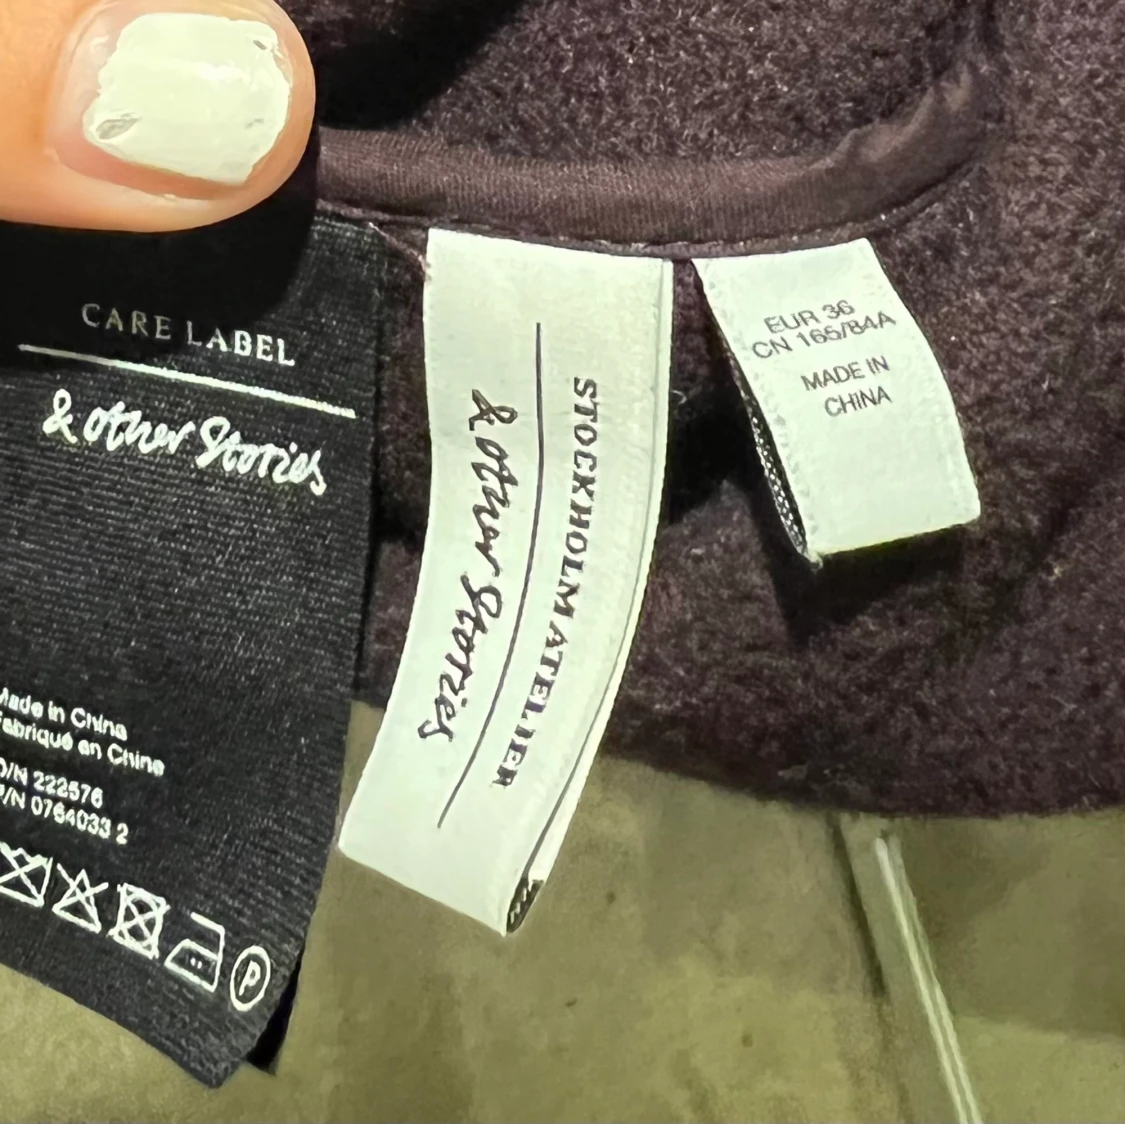 CARE LABEL
& other Stories
Made in China
Fabriqué en Chine
O/N 222576
P/N 0764033 2
P
STOCKHOLM ATELIER
& other Stories
EUR 36
CN 165/84A
MADE IN
CHINA